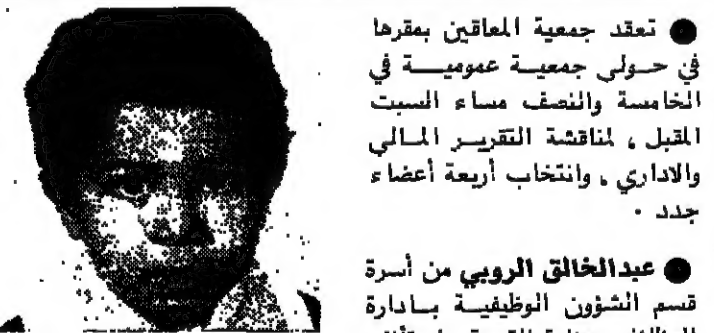 ● تعقد جمعية المعاقين بمقرها
في حولي جمعية عمومية في
الخامسة والنصف مساء السبت
المقبل ، لمناقشة التقرير المالي
والاداري ، وانتخاب أربعة أعضاء
جدد ٠
● عبدالخالق الروبي من أسرة
قسم الشؤون الوظيفية بادارة